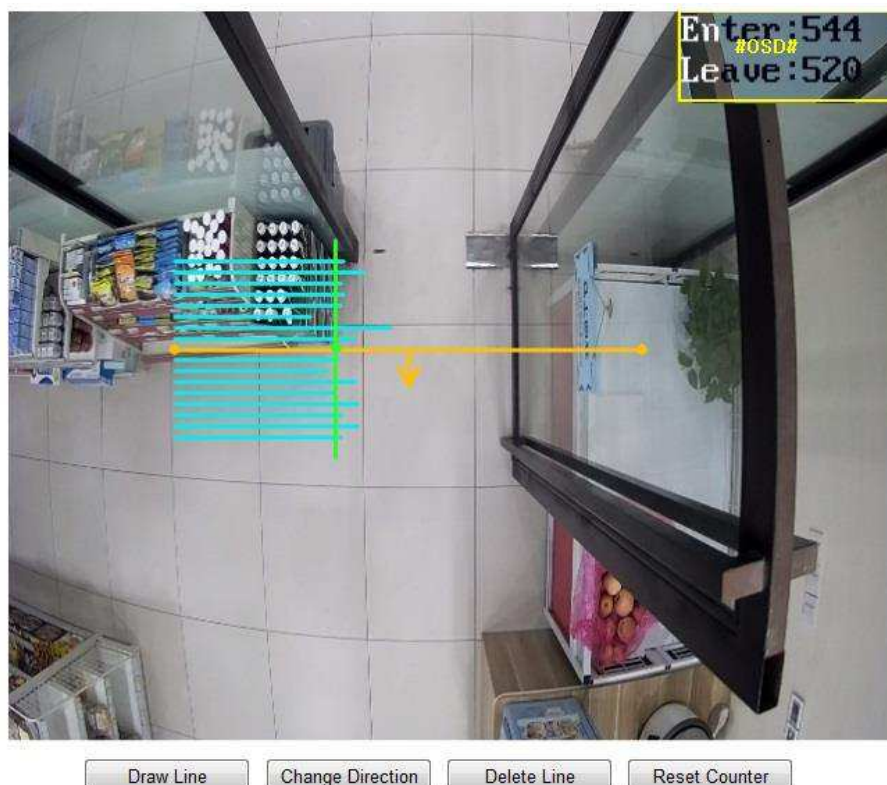 Enter:544
#OSD#
Leave:520
Draw Line
Change Direction
Delete Line
Reset Counter